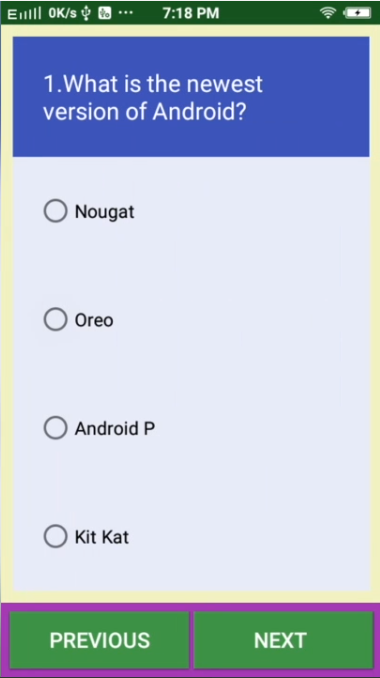 0K/s ... 7:18 PM
1.What is the newest
version of Android?
Nougat
Oreo
Android P
Kit Kat
PREVIOUS NEXT